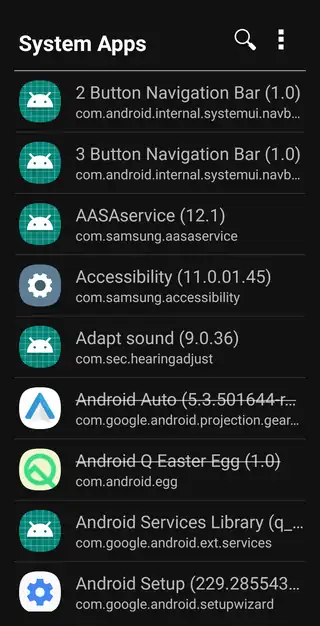 System Apps
2 Button Navigation Bar (1.0)
com.android.internal.systemui.navb...
3 Button Navigation Bar (1.0)
com.android.internal.systemui.navb...
AASAservice (12.1)
com.samsung.aasaservice
Accessibility (11.0.01.45)
com.samsung.accessibility
Adapt sound (9.0.36)
com.sec.hearingadjust
Android Auto (5.3.501644-r...
com.google.android.projection.gear...
Android Q Easter Egg (1.0)
com.android.egg
Android Services Library (q_...
com.google.android.ext.services
Android Setup (229.285543...
com.google.android.setupwizard